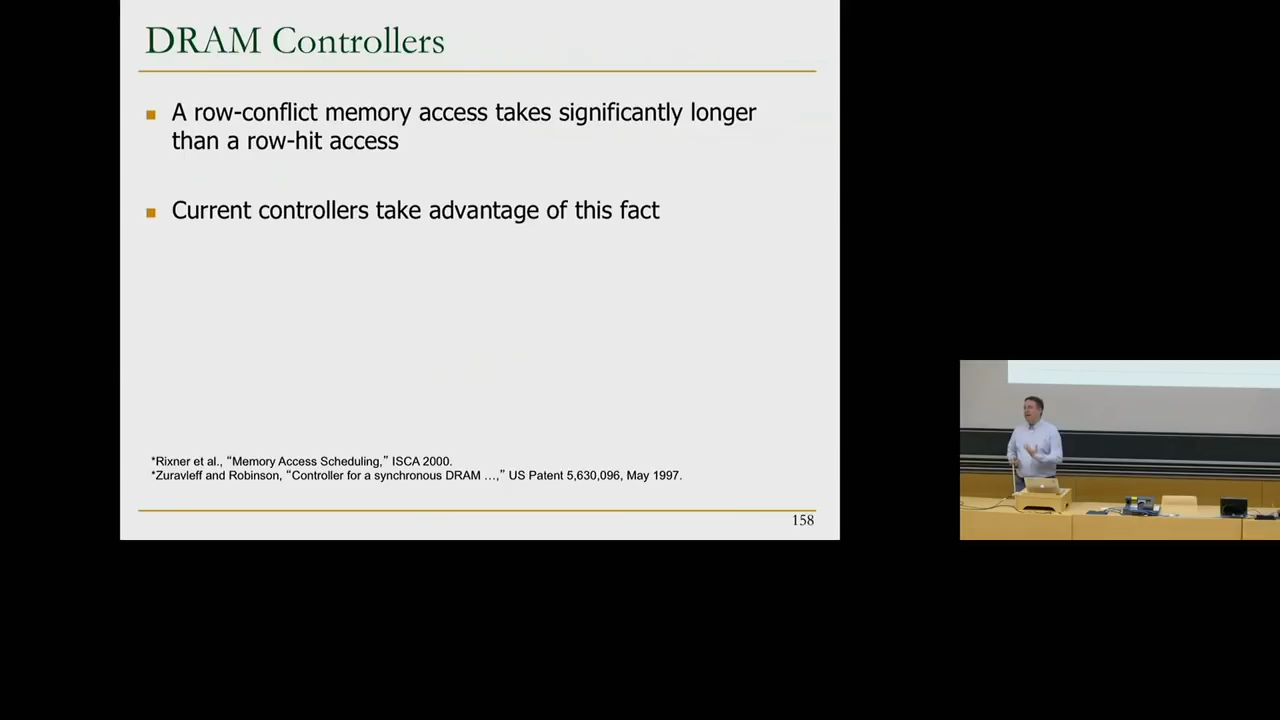 DRAM Controllers
A row-conflict memory access takes significantly longer
than a row-hit access
Current controllers take advantage of this fact
*Rixner et al., “Memory Access Scheduling,” ISCA 2000.
*Zuravleff and Robinson, “Controller for a synchronous DRAM …,” US Patent 5,630,096, May 1997.
158